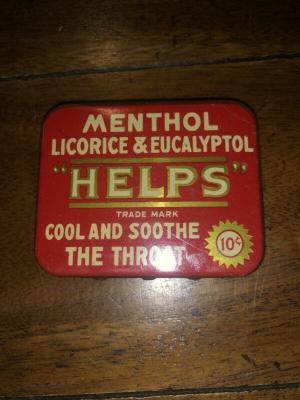 MENTHOL
LICORICE & EUCALYPTOL
"HELPS"
TRADE MARK
COOL AND SOOTHE
THE THROAT
10¢